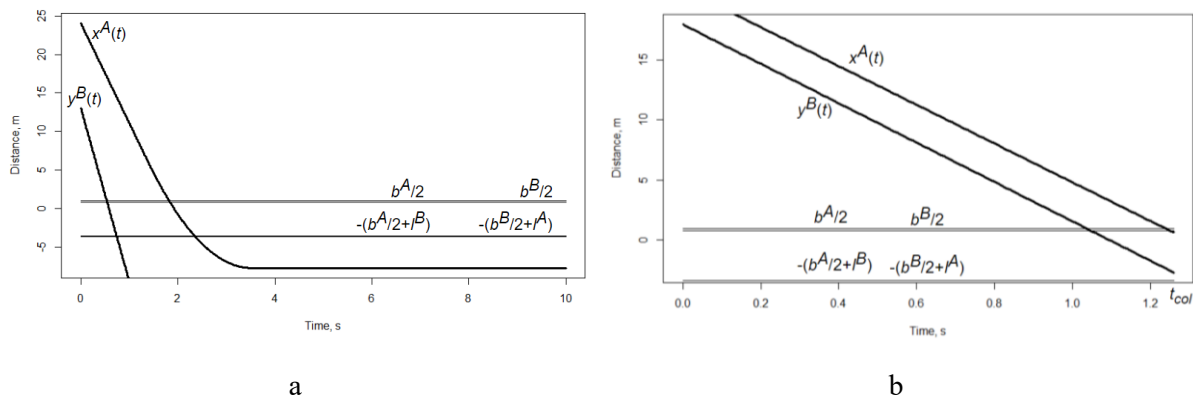 25
20
15
10
5
0
-5
Distance, m
x^A(t)
y^B(t)
b^A/2 b^B/2
-(b^A/2+l^B) -(b^B/2+l^A)
0 2 4 6 8 10
Time, s
a
15
5
0
Distance, m
x^A(t)
y^B(t)
b^A/2 b^B/2
-(b^A/2+l^B) -(b^B/2+l^A)
t_col
0.0 0.2 0.4 0.6 0.8 1.0 1.2
Time, s
b